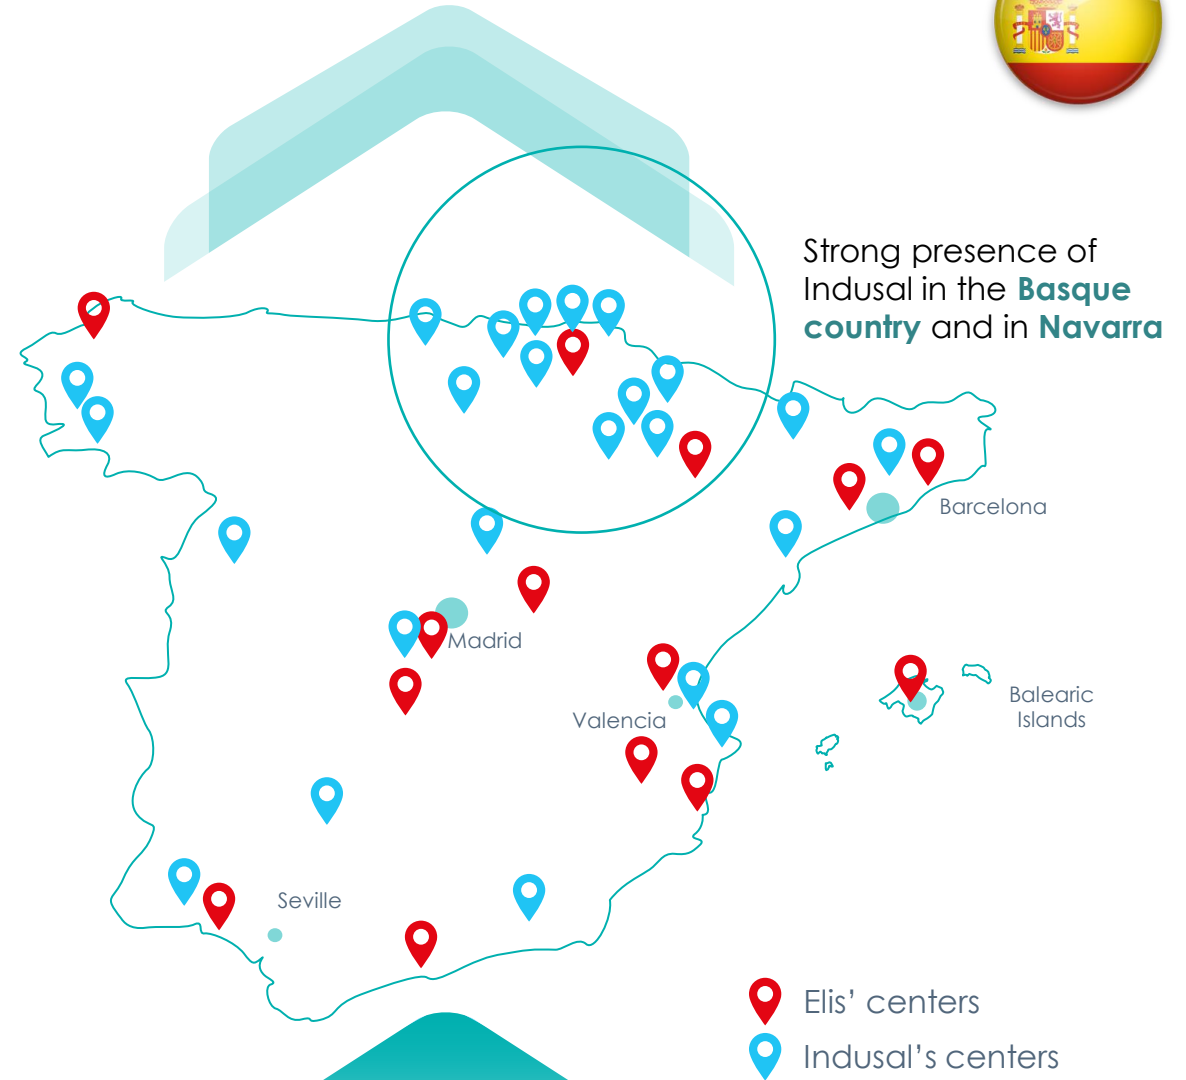 Strong presence of
Indusal in the Basque
country and in Navarra
Barcelona
Madrid
Balearic
Islands
Valencia
Seville
Elis’ centers
Indusal’s centers